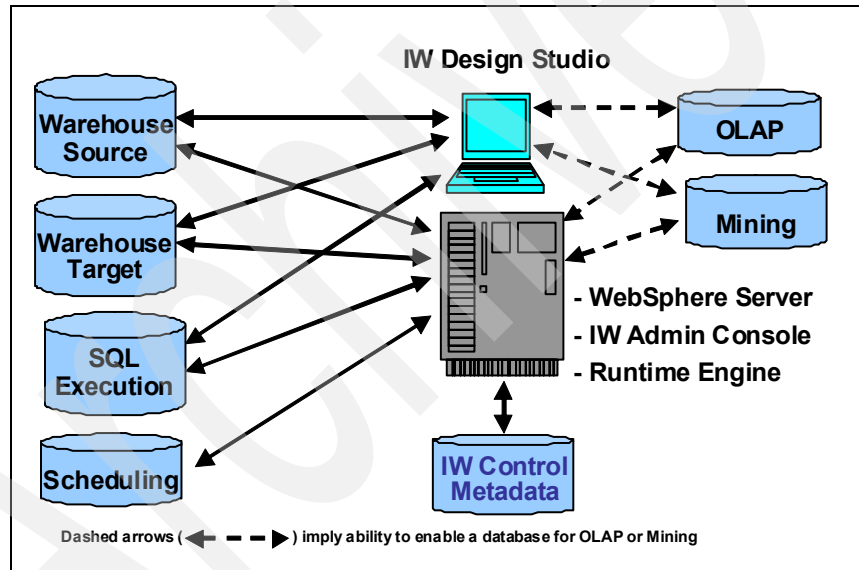 IW Design Studio
Warehouse
Source
Warehouse
Target
SQL
Execution
Scheduling
OLAP
Mining
- WebSphere Server
- IW Admin Console
- Runtime Engine
IW Control
Metadata
Dashed arrows ( ) imply ability to enable a database for OLAP or Mining